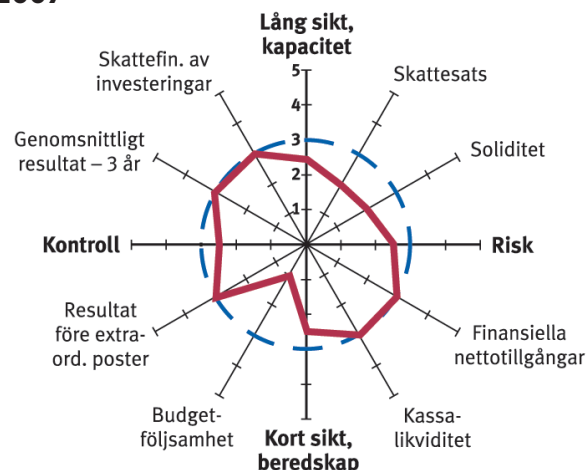 Lång sikt,
kapacitet
Skattefin. av
investeringar
Skattesats
5
4
3
2
1
Genomsnittligt
resultat – 3 år
Soliditet
Kontroll
Risk
Resultat
före extra-
ord. poster
Finansiella
nettotillgångar
Budget-
följsamhet
Kort sikt,
beredskap
Kassa-
likviditet